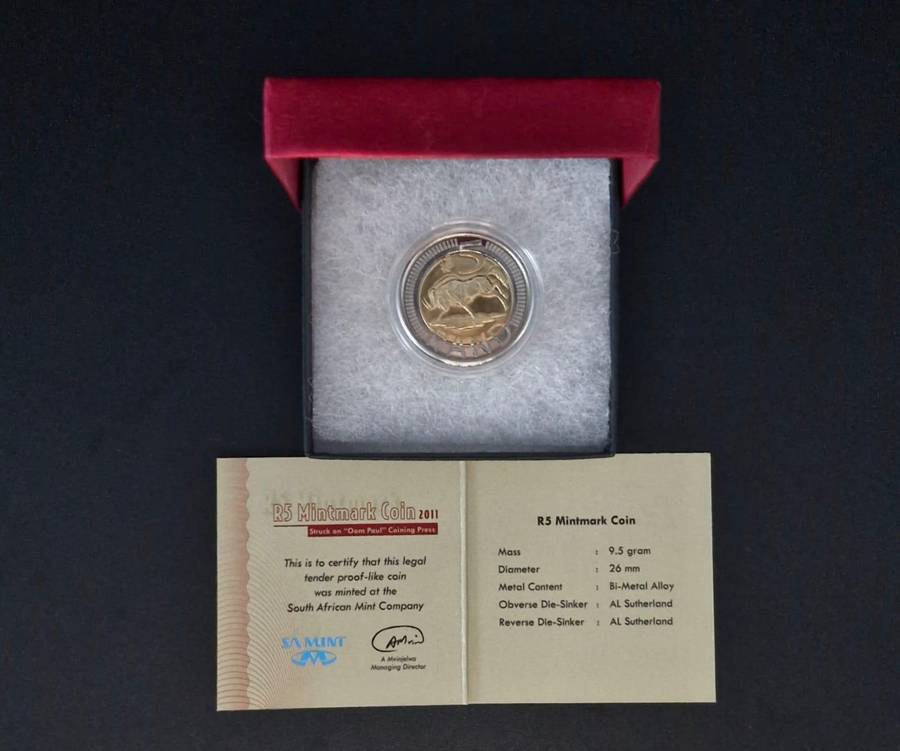 R5 Mintmark Coin 2011
Struck on "Oom Paul" Coining Press
This is to certify that this legal
tender proof-like coin
was minted at the
South African Mint Company
SA MINT
A Mvinjelwa
Managing Director
R5 Mintmark Coin
Mass : 9.5 gram
Diameter : 26 mm
Metal Content : Bi-Metal Alloy
Obverse Die-Sinker : AL Sutherland
Reverse Die-Sinker : AL Sutherland